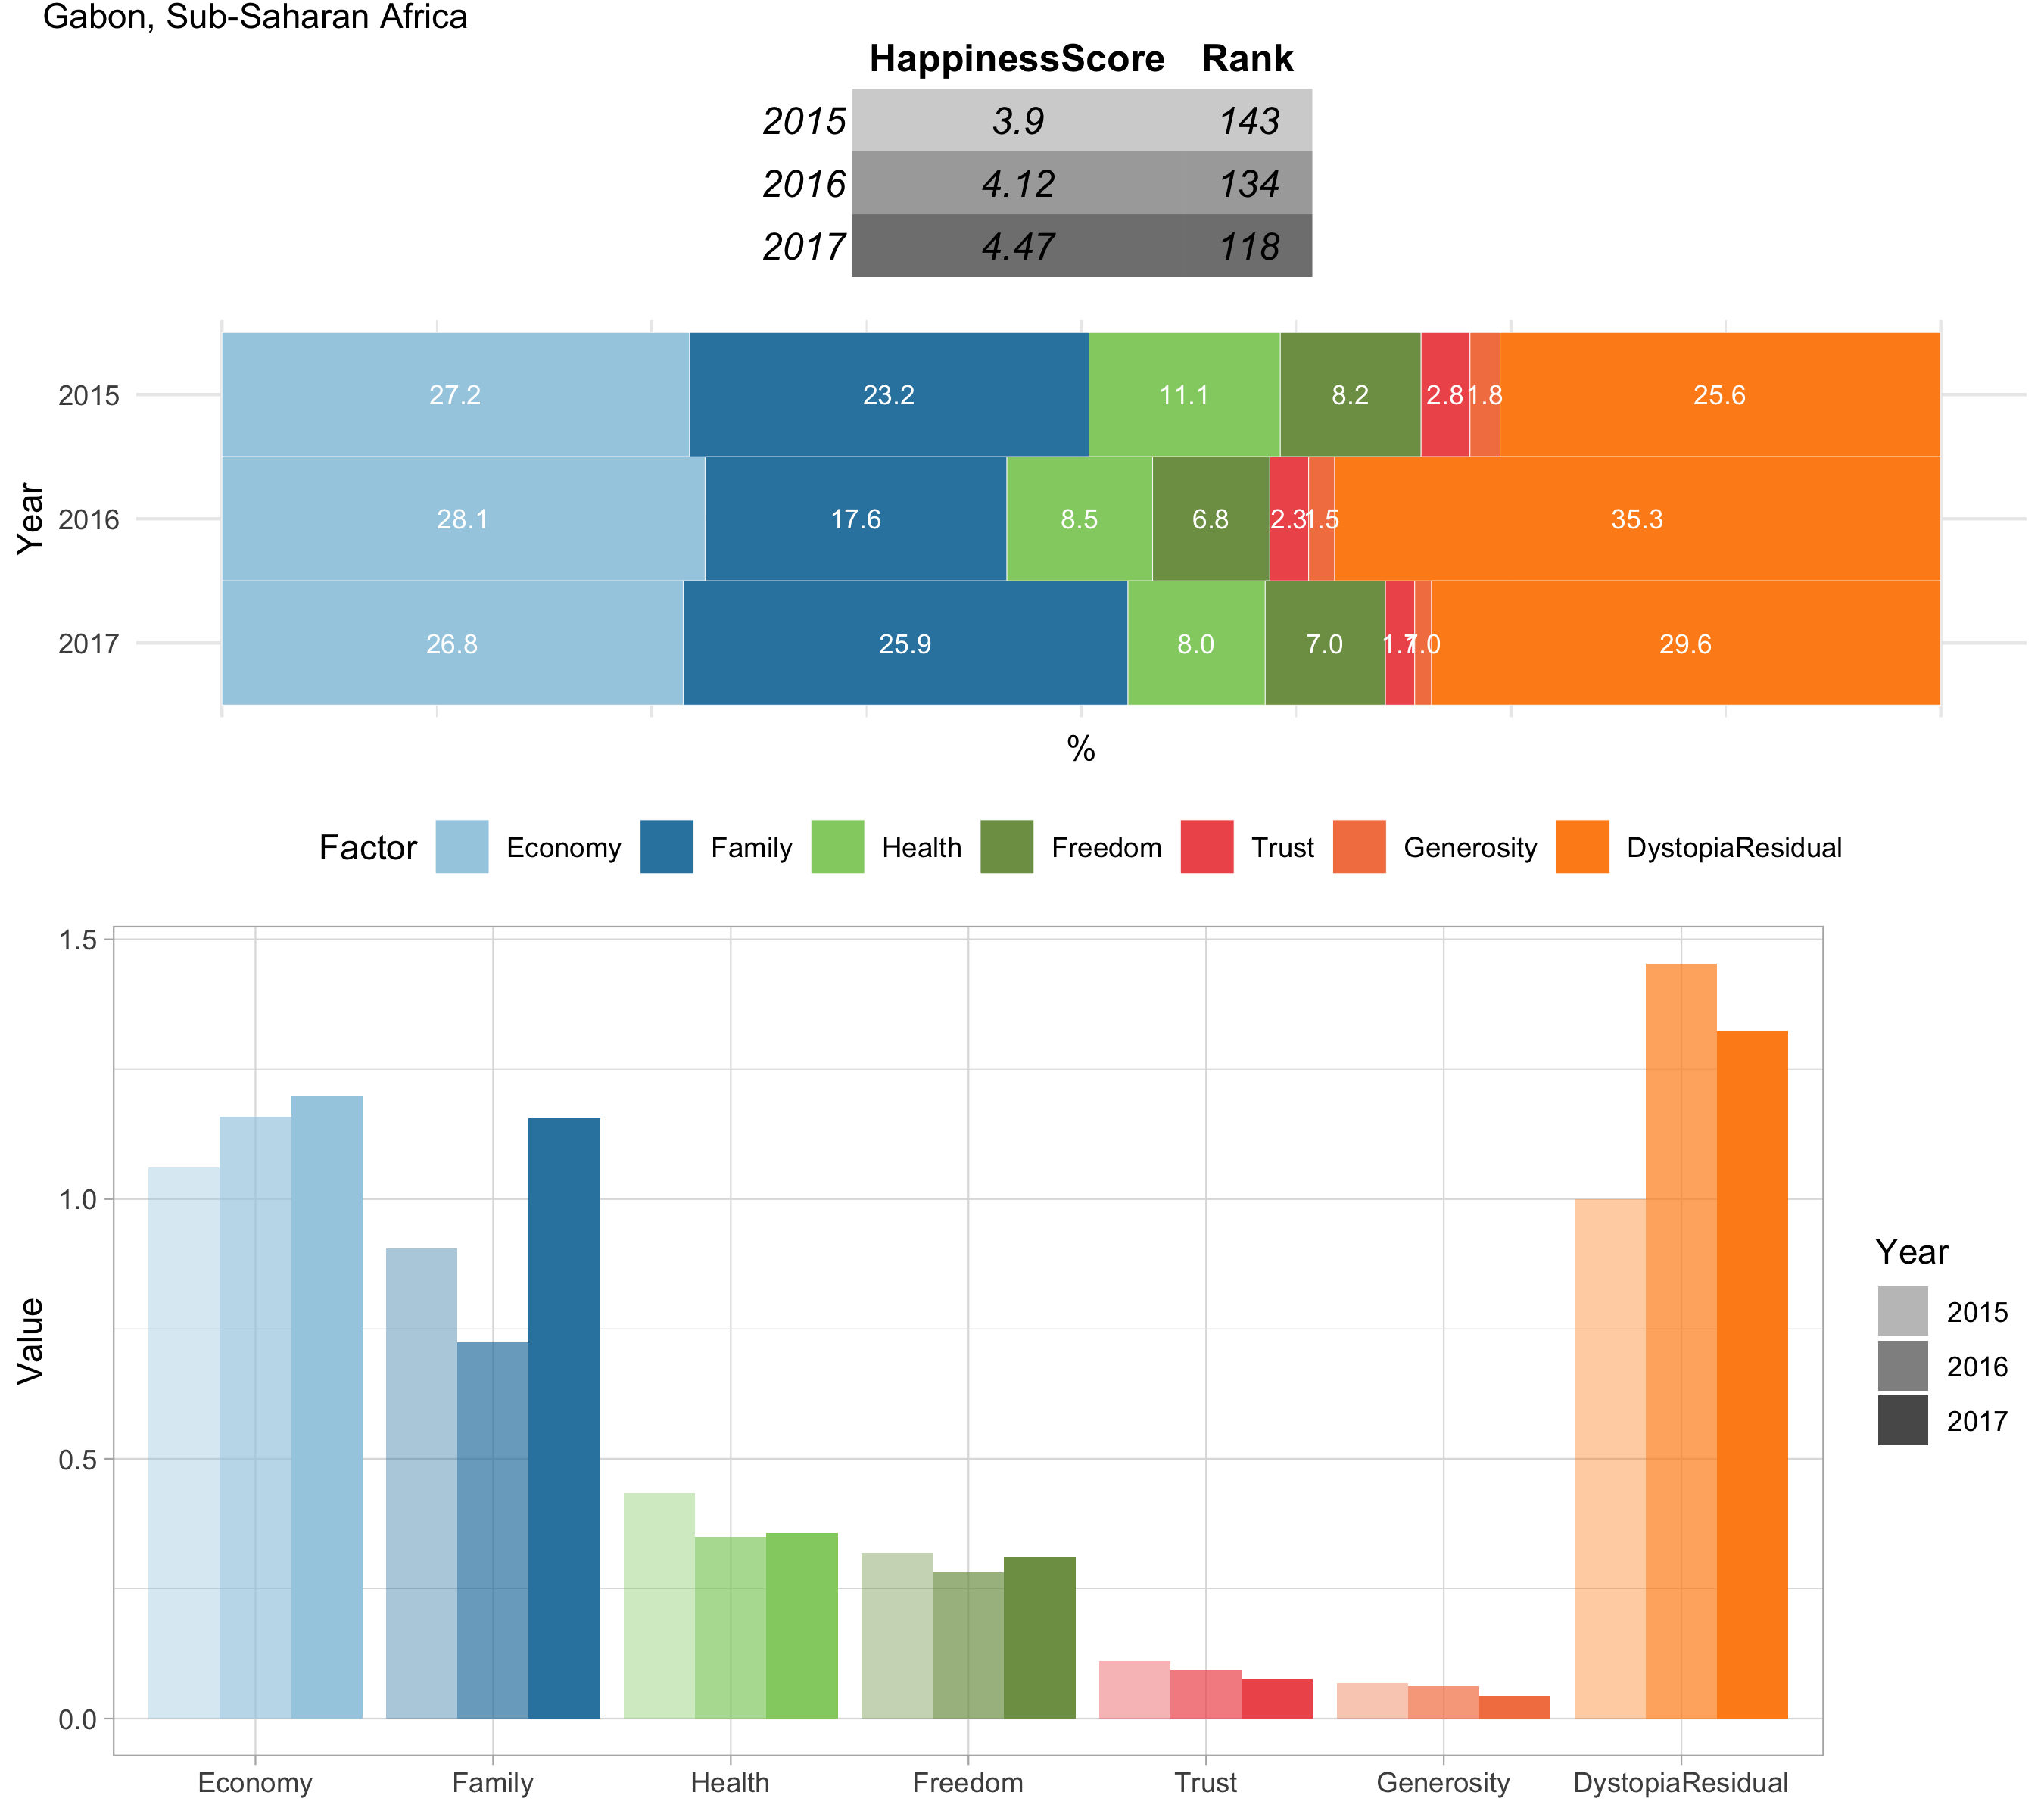 Gabon, Sub-Saharan Africa
HappinessScore Rank
2015 3.9 143
2016 4.12 134
2017 4.47 118
Year
2015 27.2 23.2 11.1 8.2 2.8 1.8 25.6
2016 28.1 17.6 8.5 6.8 2.3 1.5 35.3
2017 26.8 25.9 8.0 7.0 1.7 1.0 29.6
%
Factor Economy Family Health Freedom Trust Generosity DystopiaResidual
Value
1.5
1.0
0.5
0.0
Economy Family Health Freedom Trust Generosity DystopiaResidual
Year
2015
2016
2017